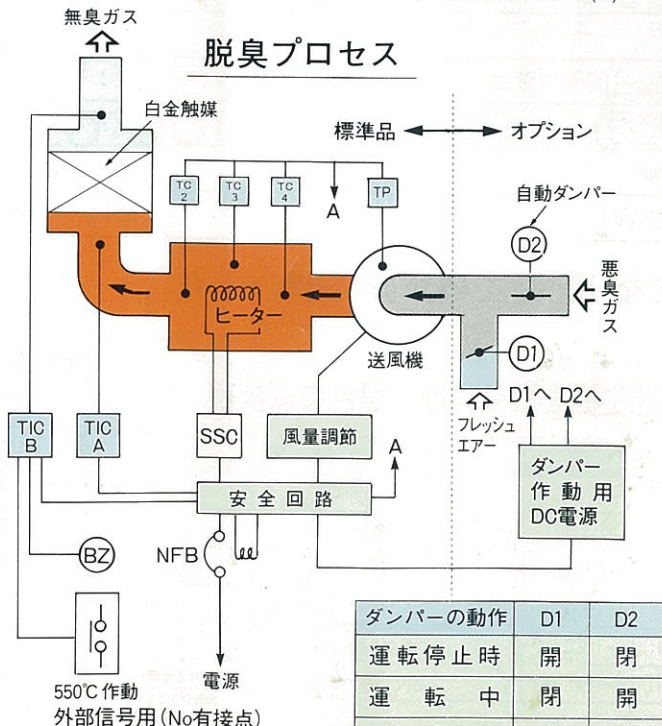 無臭ガス
脱臭プロセス
白金触媒
標準品 オプション
自動ダンパー
TC 2
TC 3
TC 4
A
TP
D2
悪臭ガス
ヒーター
送風機
D1
フレッシュ
エアー
D1へ D2へ
TIC B
TIC A
SSC
風量調節
A
ダンパー
作動用
DC電源
安全回路
BZ
NFB
電源
550℃作動
外部信号用(No有接点)
ダンパーの動作 D1 D2
運転停止時 開 閉
運転中 閉 開